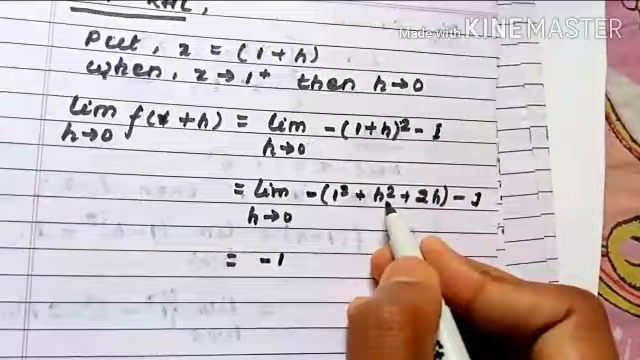 RHL,
Made with KINEMASTER
Put, x = (1+h)
when, x→1⁺ then h→0
lim f(x+h) = lim -(1+h)² - 1
h→0 h→0
= lim -(1² + h² + 2h) - 1
h→0
= -1